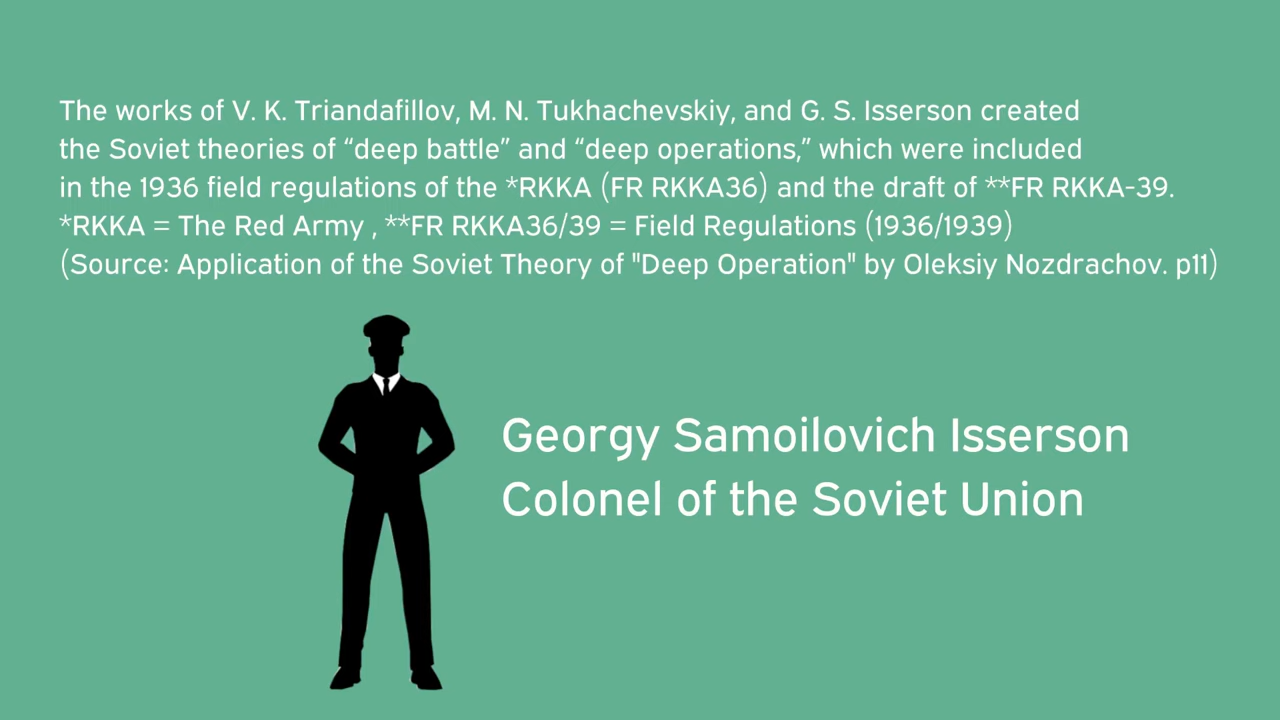 The works of V. K. Triandafillov, M. N. Tukhachevskiy, and G. S. Isserson created
the Soviet theories of “deep battle” and “deep operations,” which were included
in the 1936 field regulations of the *RKKA (FR RKKA36) and the draft of **FR RKKA-39.
*RKKA = The Red Army , **FR RKKA36/39 = Field Regulations (1936/1939)
(Source: Application of the Soviet Theory of "Deep Operation" by Oleksiy Nozdrachov. p11)
Georgy Samoilovich Isserson
Colonel of the Soviet Union